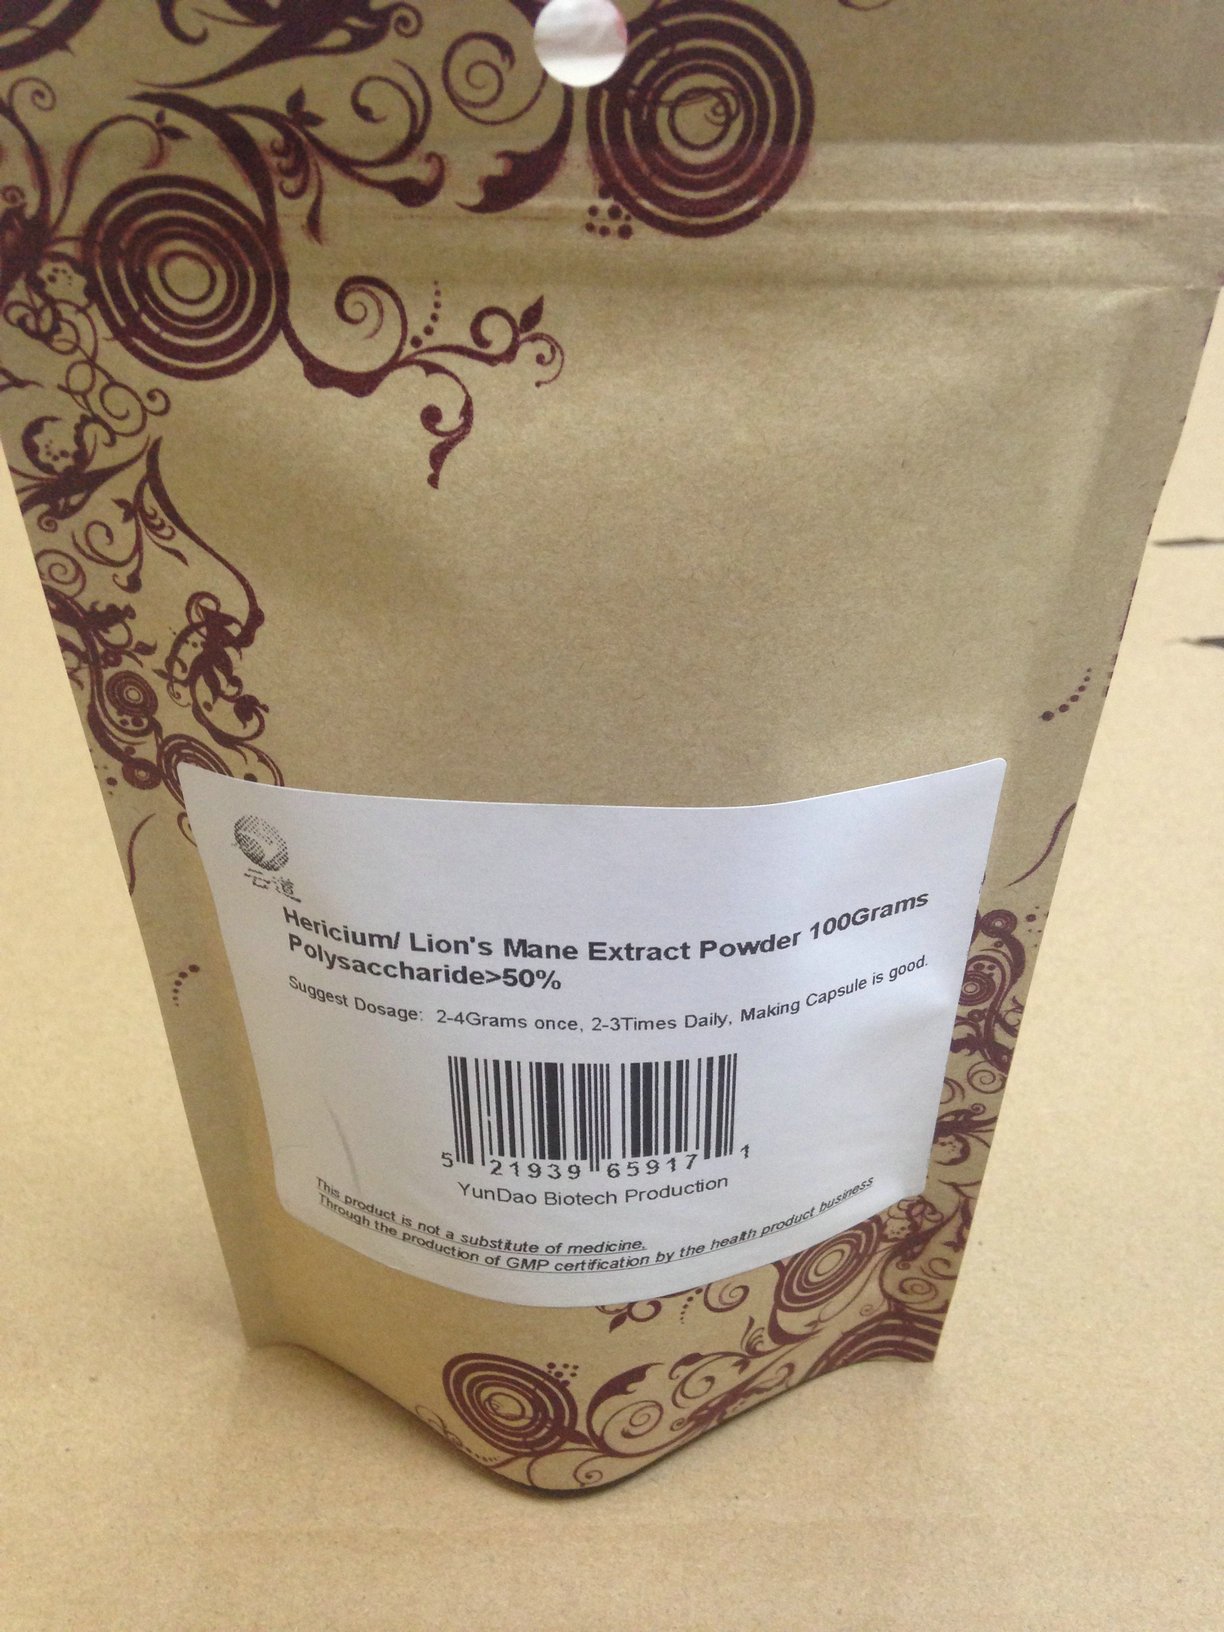 云道
Hericium/ Lion's Mane Extract Powder 100Grams
Polysaccharide>50%
Suggest Dosage: 2-4Grams once, 2-3Times Daily, Making Capsule is good.
5 21939 65917 1
YunDao Biotech Production
This product is not a substitute of medicine.
Through the production of GMP certification by the health product business